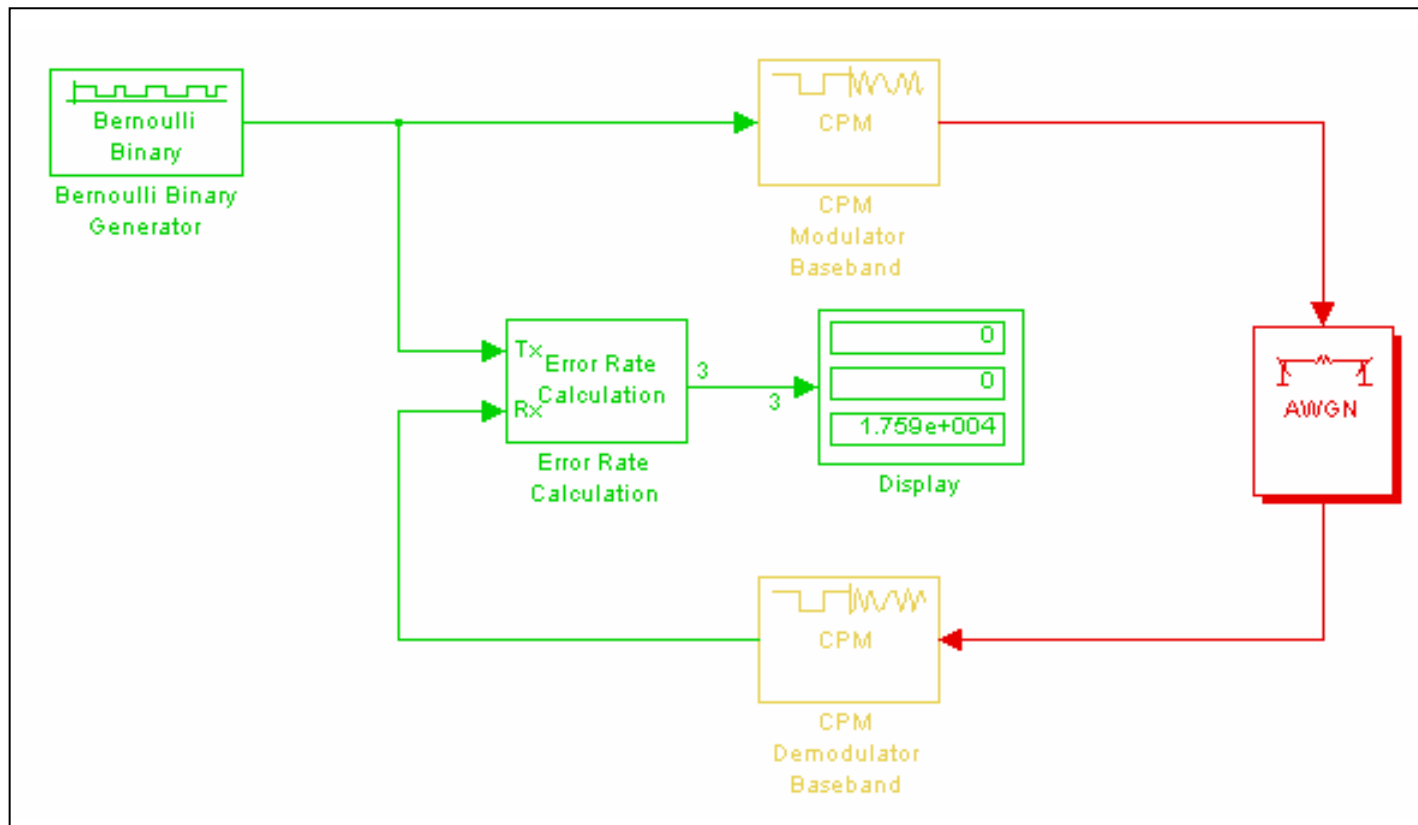 Bernoulli
Binary
Bernoulli Binary
Generator
CPM
CPM
Modulator
Baseband
Tx
Error Rate
Calculation
Rx
Error Rate
Calculation
3
3
0
0
1.759e+004
Display
AWGN
CPM
CPM
Demodulator
Baseband